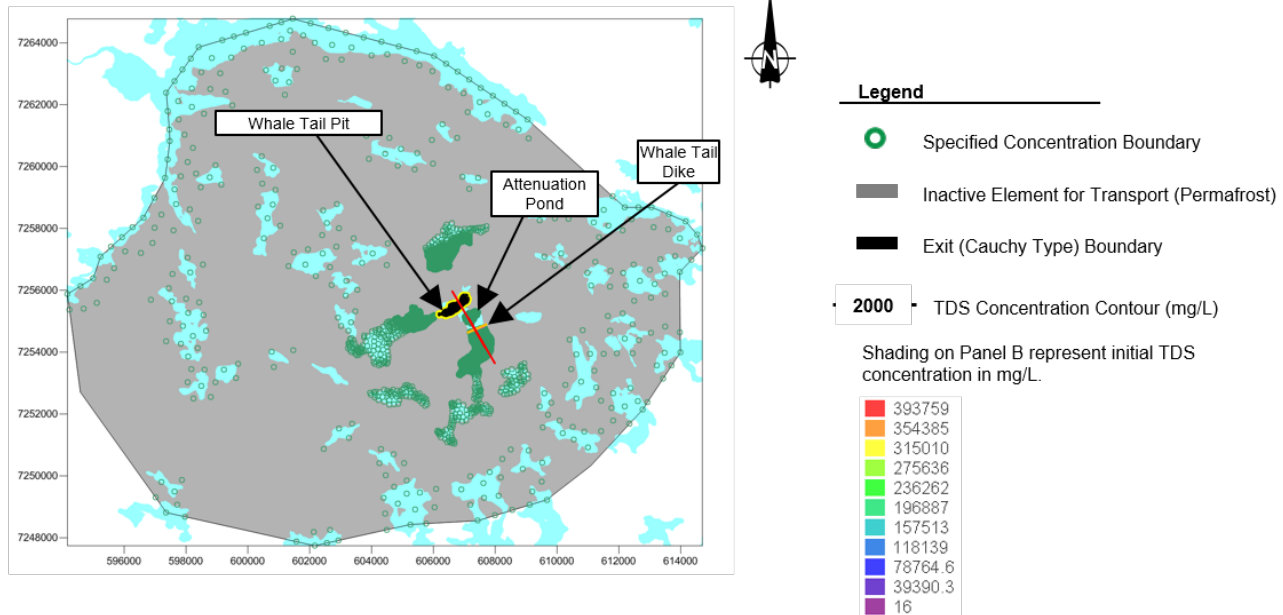 7264000
7262000
7260000
7258000
7256000
7254000
7252000
7250000
7248000
596000
598000
600000
602000
604000
606000
608000
610000
612000
614000
Whale Tail Pit
Attenuation
Pond
Whale Tail
Dike
N
Legend
Specified Concentration Boundary
Inactive Element for Transport (Permafrost)
Exit (Cauchy Type) Boundary
2000
TDS Concentration Contour (mg/L)
Shading on Panel B represent initial TDS
concentration in mg/L.
393759
354385
315010
275636
236262
196887
157513
118139
78764.6
39390.3
16